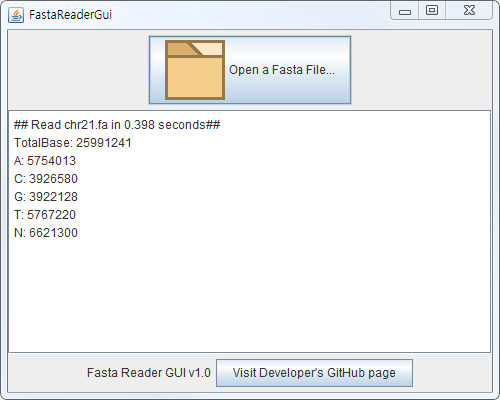 FastaReaderGui
Open a Fasta File...
## Read chr21.fa in 0.398 seconds##
TotalBase: 25991241
A: 5754013
C: 3926580
G: 3922128
T: 5767220
N: 6621300
Fasta Reader GUI v1.0 Visit Developer's GitHub page